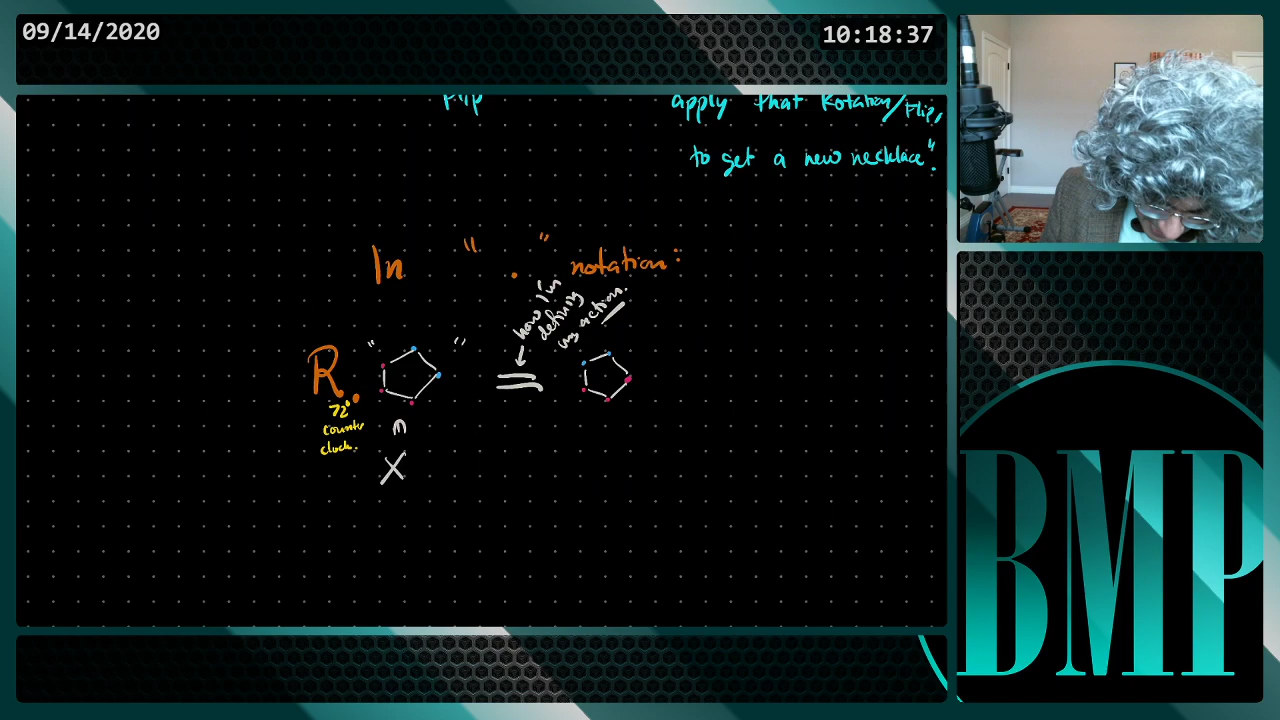 09/14/2020
10:18:37
Flip
apply that Rotation/Flip,
to get a new necklace".
In " . " notation:
how I'm
defining
my action.
R . " " =
72°
Counter
clock.
∩
X
BMP